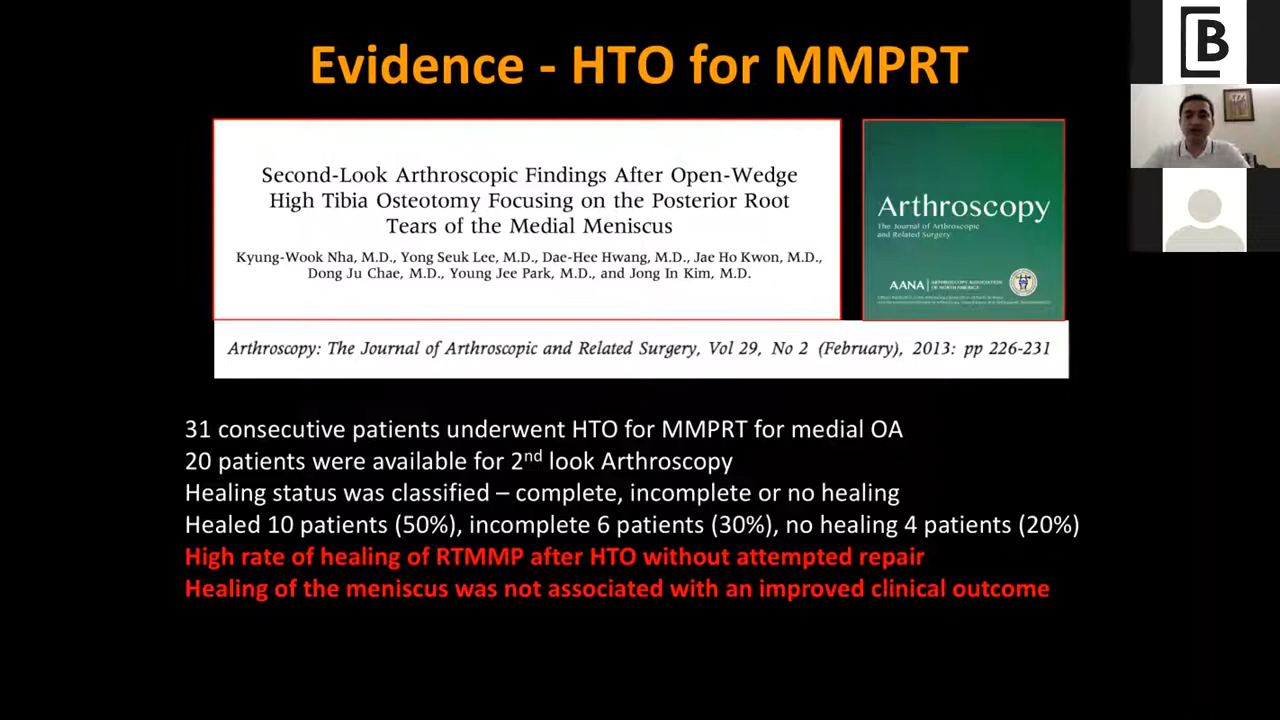 Evidence - HTO for MMPRT
Second-Look Arthroscopic Findings After Open-Wedge
High Tibia Osteotomy Focusing on the Posterior Root
Tears of the Medial Meniscus
Kyung-Wook Nha, M.D., Yong Seuk Lee, M.D., Dae-Hee Hwang, M.D., Jae Ho Kwon, M.D.,
Dong Ju Chae, M.D., Young Jee Park, M.D., and Jong In Kim, M.D.
Arthroscopy
The Journal of Arthroscopic
and Related Surgery
AANA
ARTHROSCOPY ASSOCIATION
OF NORTH AMERICA
Arthroscopy: The Journal of Arthroscopic and Related Surgery, Vol 29, No 2 (February), 2013: pp 226-231
31 consecutive patients underwent HTO for MMPRT for medial OA
20 patients were available for 2nd look Arthroscopy
Healing status was classified – complete, incomplete or no healing
Healed 10 patients (50%), incomplete 6 patients (30%), no healing 4 patients (20%)
High rate of healing of RTMMP after HTO without attempted repair
Healing of the meniscus was not associated with an improved clinical outcome
B